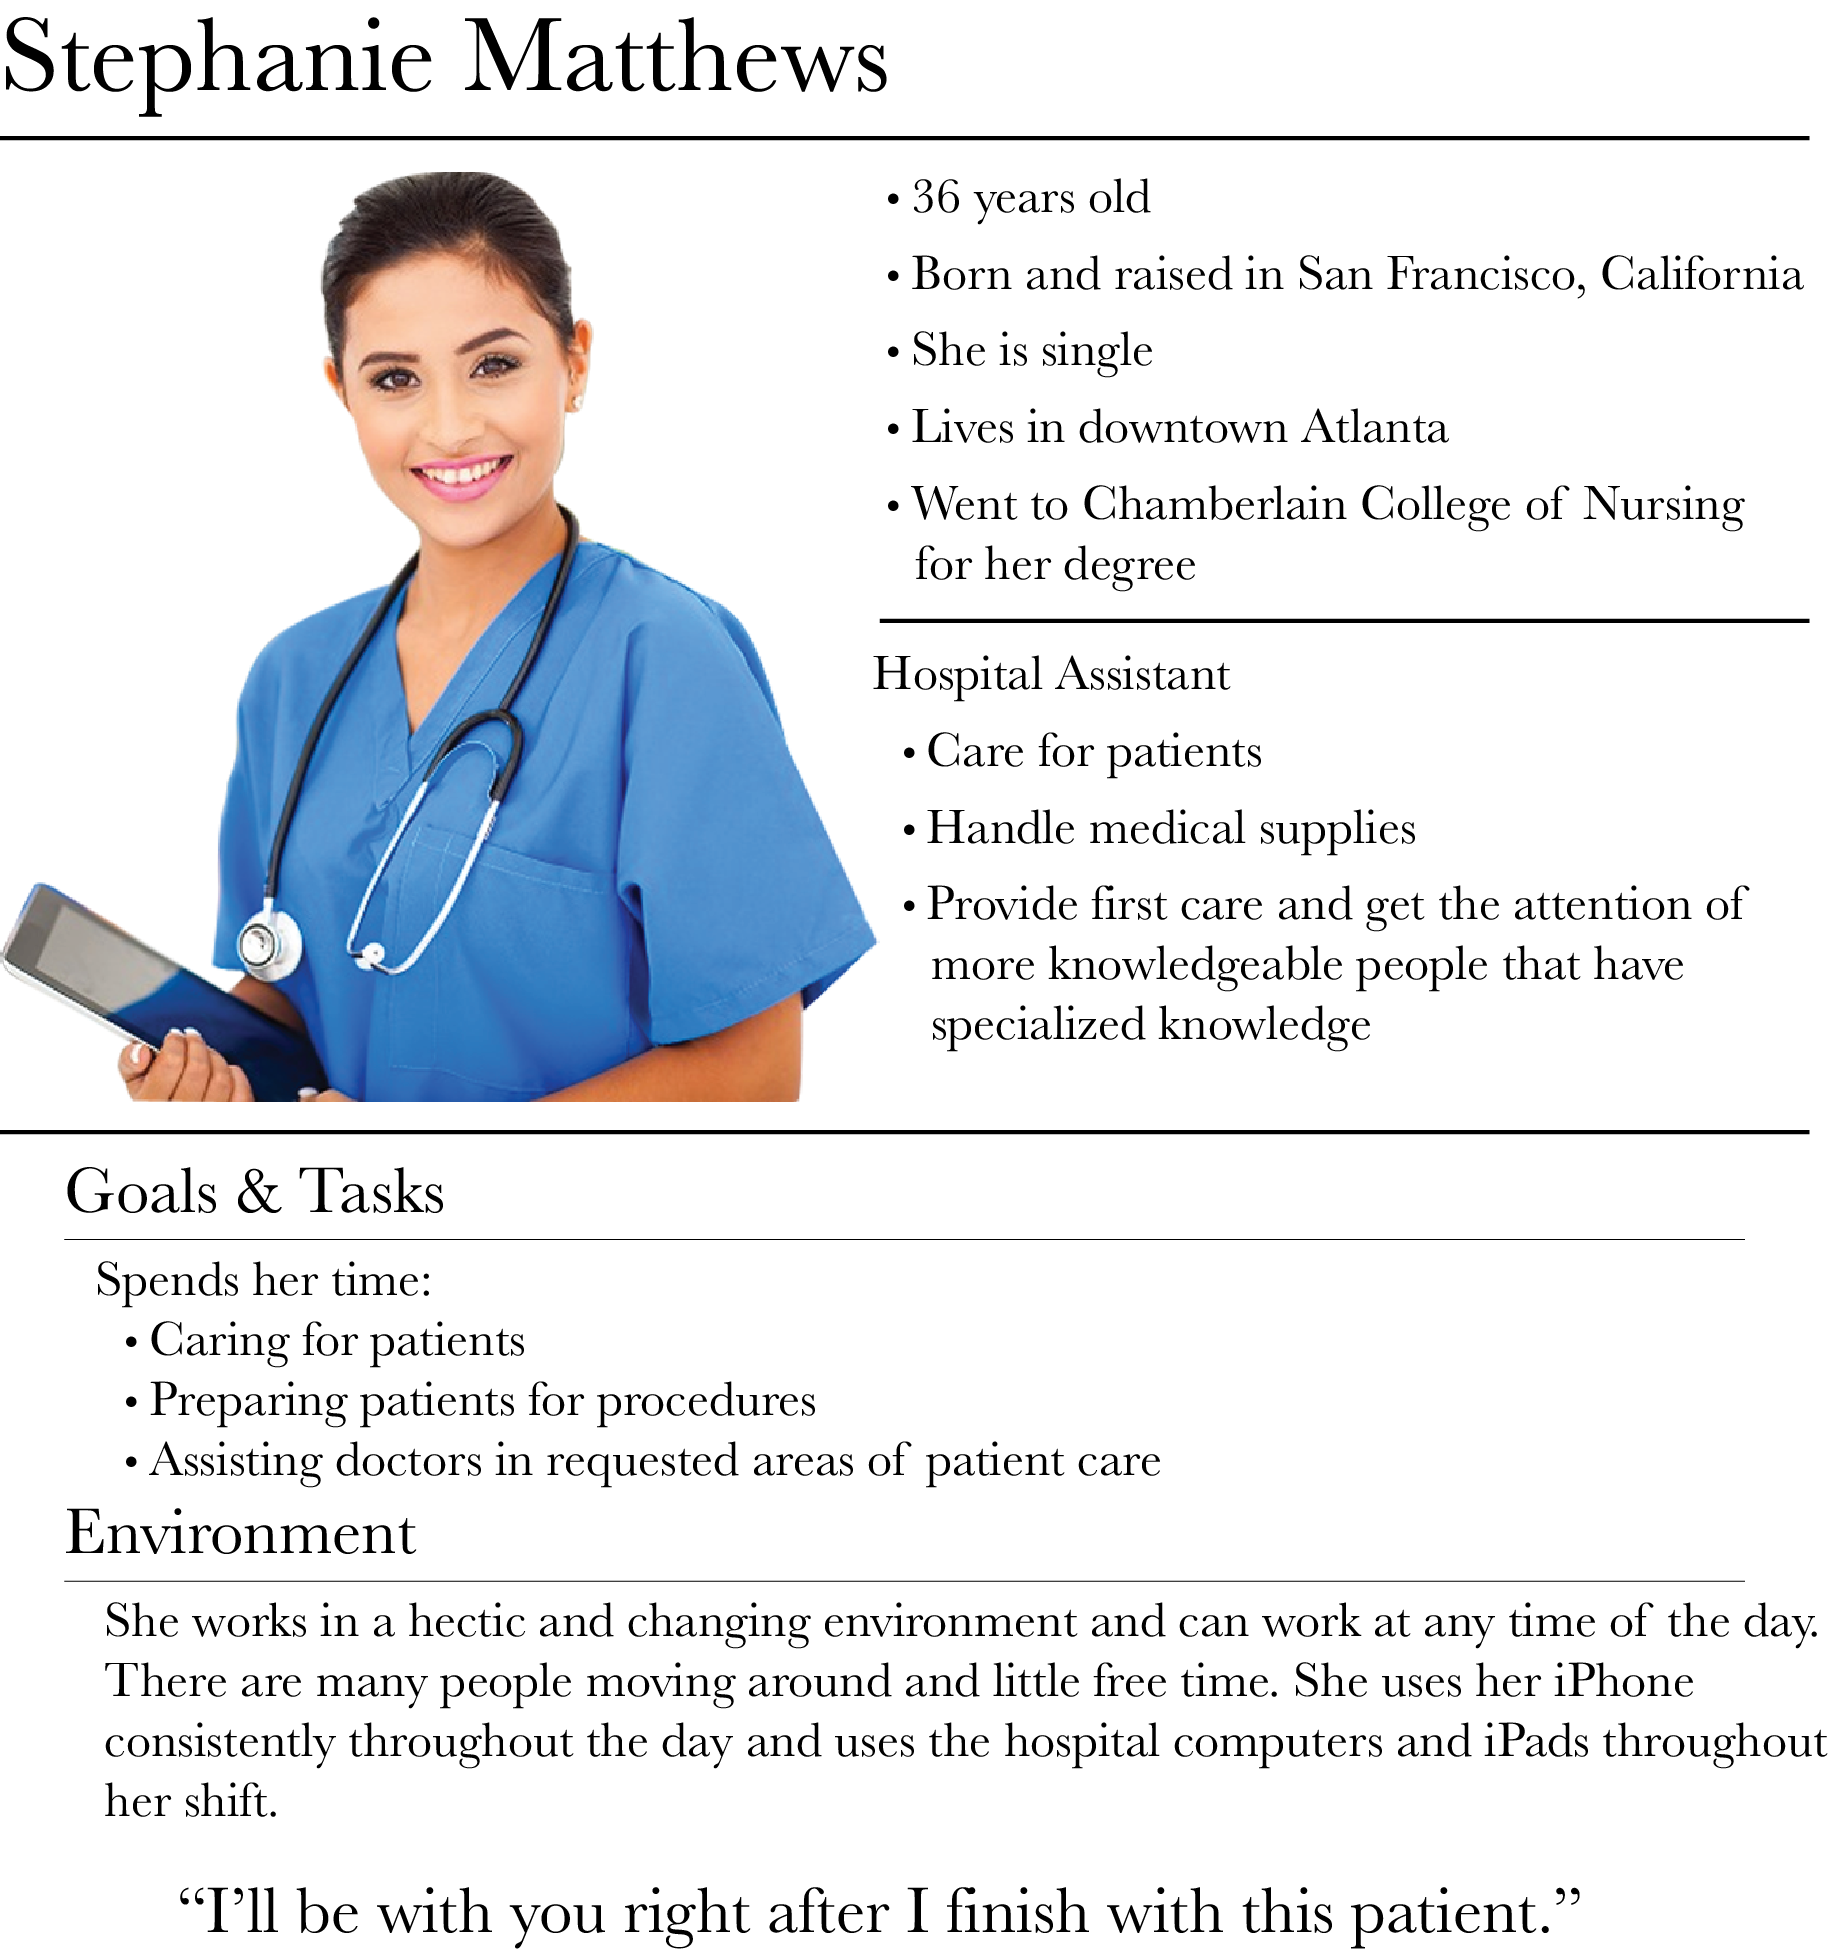 Stephanie Matthews
• 36 years old
• Born and raised in San Francisco, California
• She is single
• Lives in downtown Atlanta
• Went to Chamberlain College of Nursing
for her degree
Hospital Assistant
• Care for patients
• Handle medical supplies
• Provide first care and get the attention of
more knowledgeable people that have
specialized knowledge
Goals & Tasks
Spends her time:
• Caring for patients
• Preparing patients for procedures
• Assisting doctors in requested areas of patient care
Environment
She works in a hectic and changing environment and can work at any time of the day.
There are many people moving around and little free time. She uses her iPhone
consistently throughout the day and uses the hospital computers and iPads throughout
her shift.
“I’ll be with you right after I finish with this patient.”